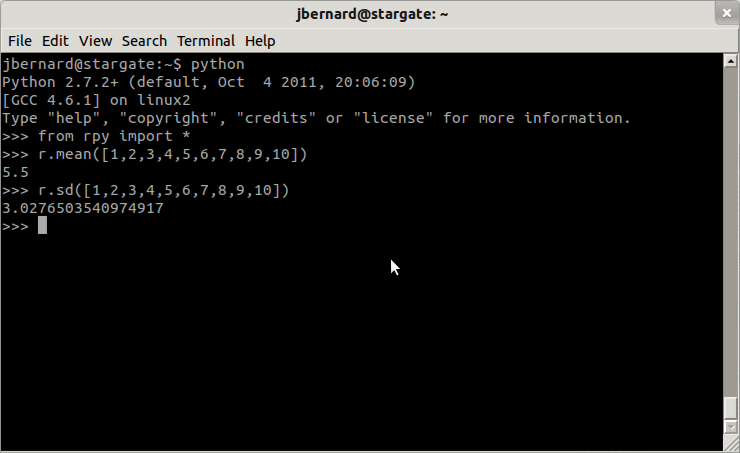 jbernard@stargate: ~
File Edit View Search Terminal Help
jbernard@stargate:~$ python
Python 2.7.2+ (default, Oct  4 2011, 20:06:09)
[GCC 4.6.1] on linux2
Type "help", "copyright", "credits" or "license" for more information.
>>> from rpy import *
>>> r.mean([1,2,3,4,5,6,7,8,9,10])
5.5
>>> r.sd([1,2,3,4,5,6,7,8,9,10])
3.0276503540974917
>>>